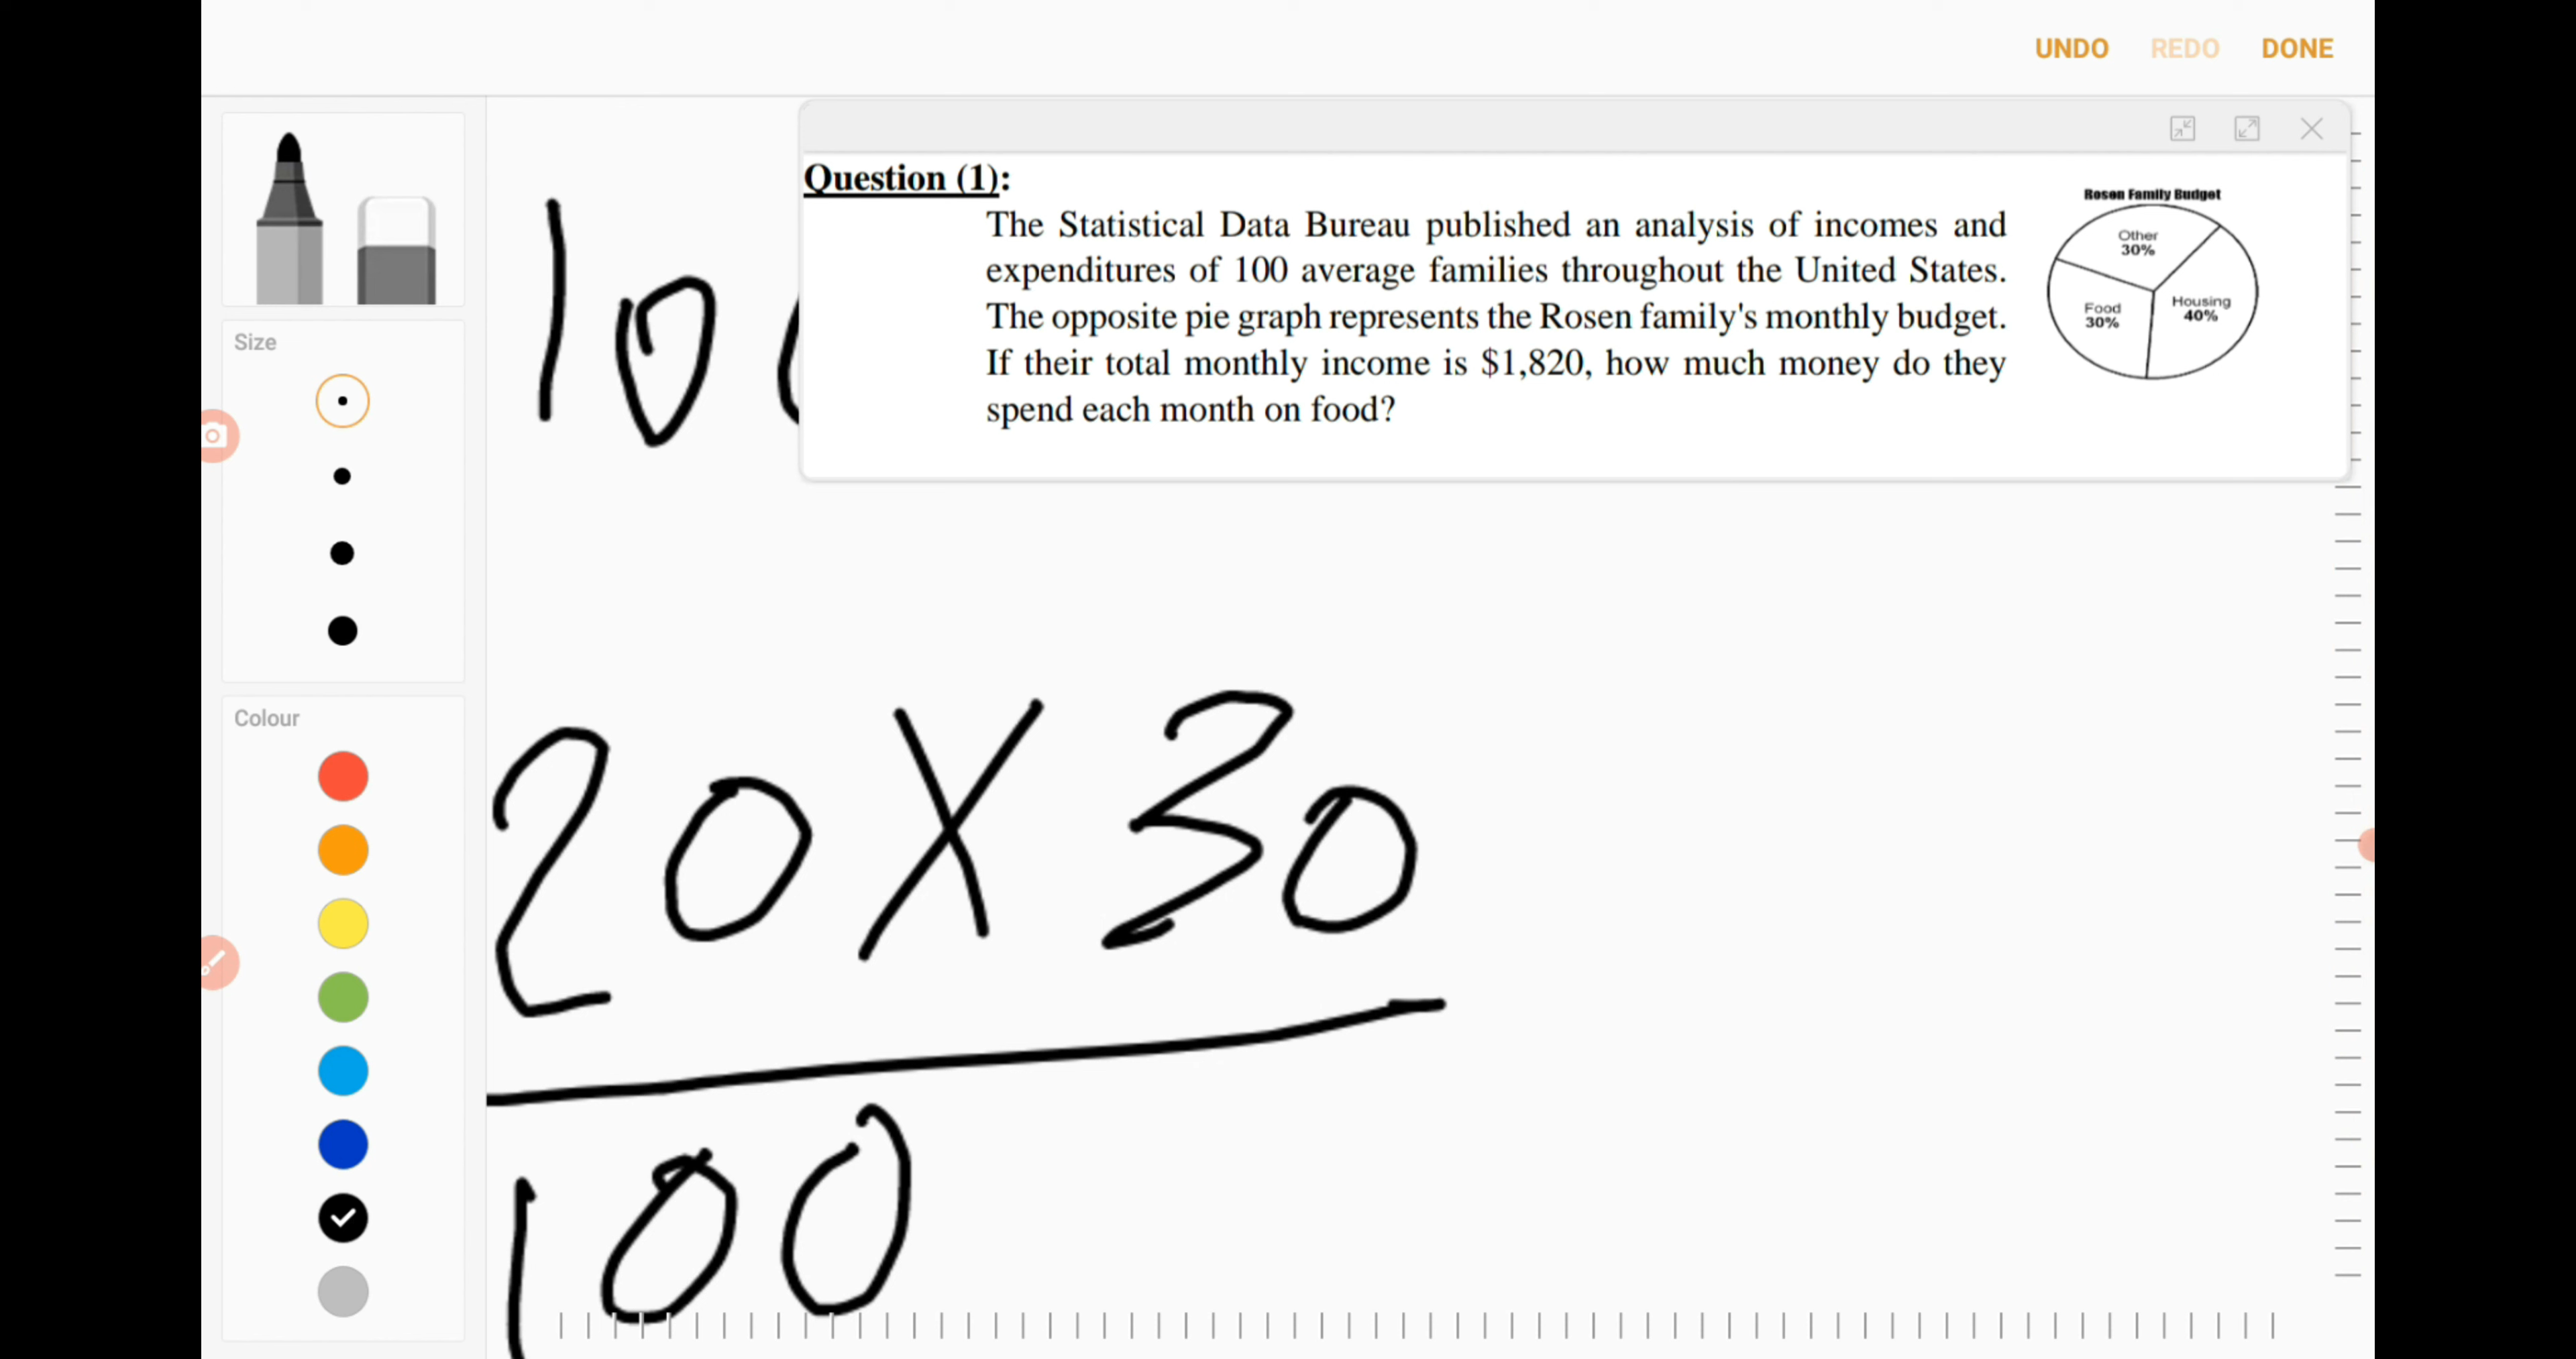 UNDO REDO DONE
Size
Colour
Question (1):
The Statistical Data Bureau published an analysis of incomes and
expenditures of 100 average families throughout the United States.
The opposite pie graph represents the Rosen family's monthly budget.
If their total monthly income is $1,820, how much money do they
spend each month on food?
Rosen Family Budget
Other
30%
Food
30%
Housing
40%
10
20 X 30
100